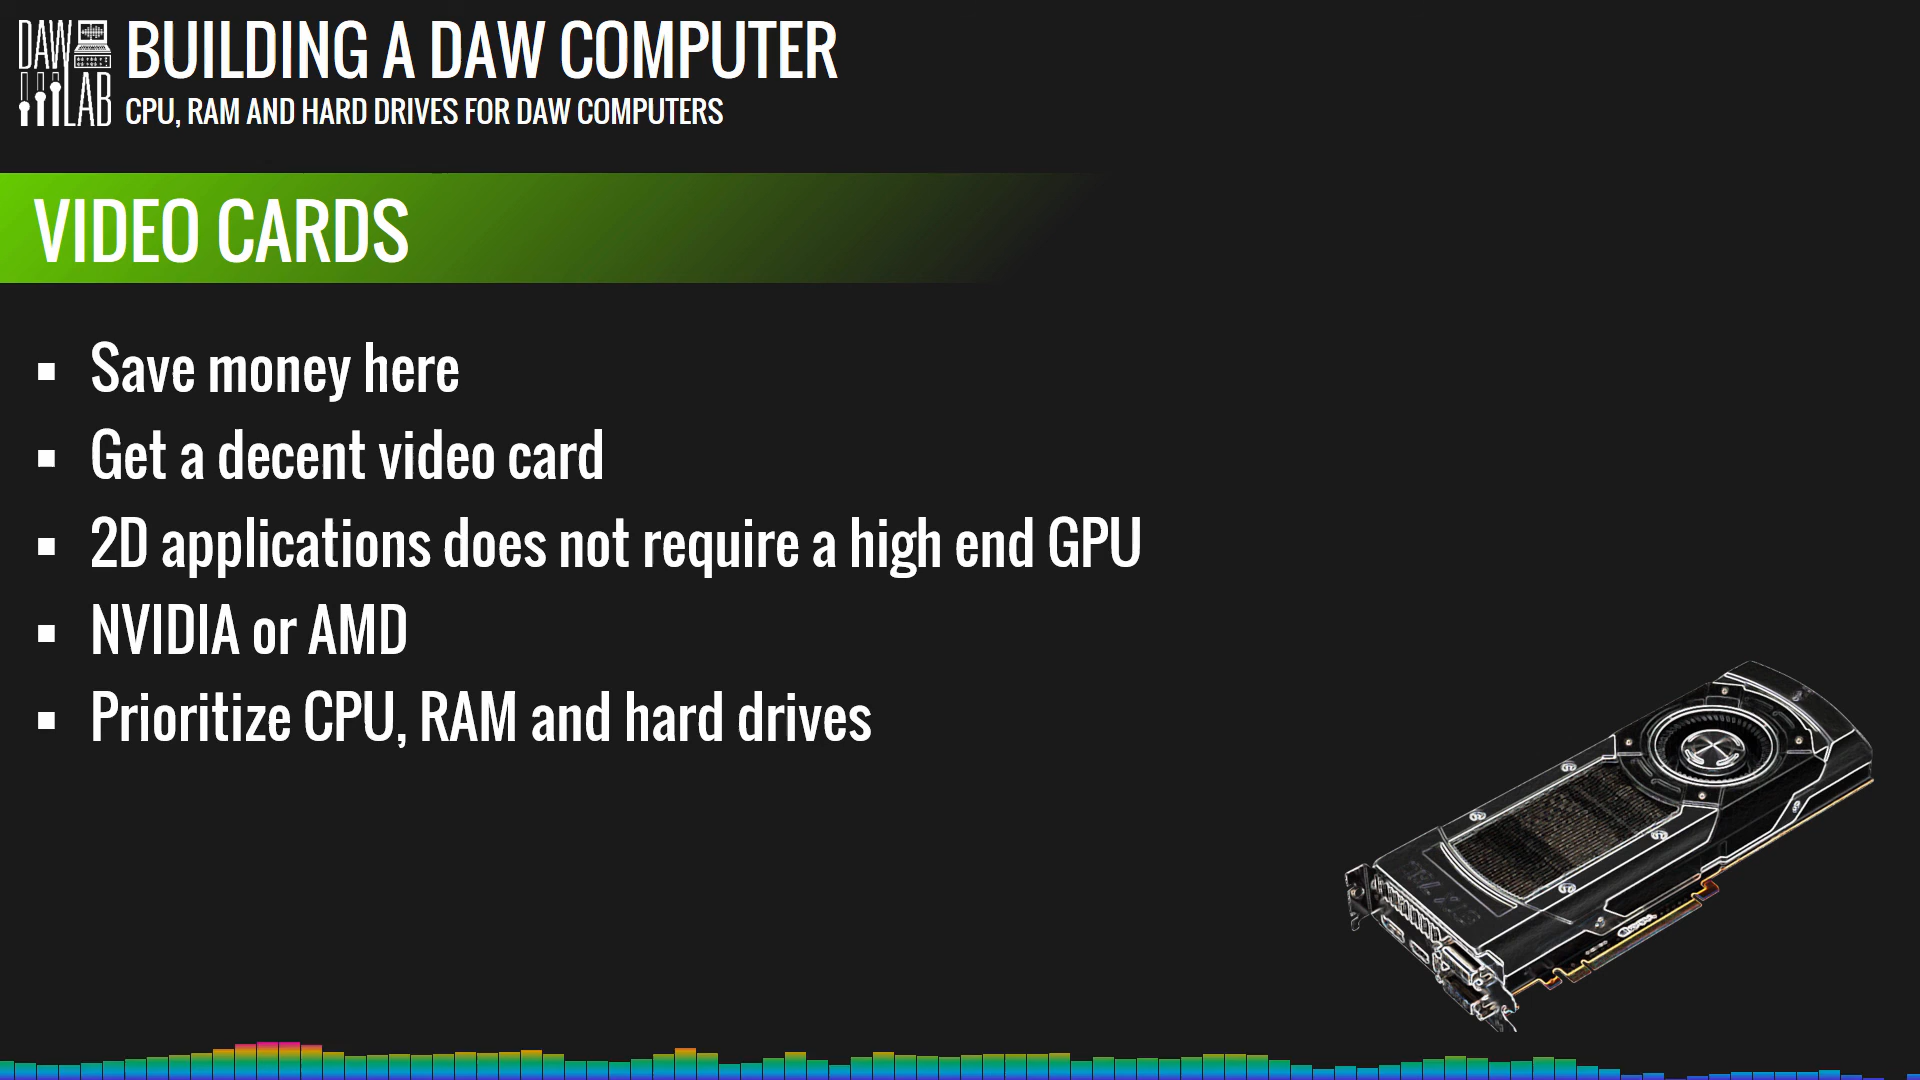 DAW
LAB
BUILDING A DAW COMPUTER
CPU, RAM AND HARD DRIVES FOR DAW COMPUTERS
VIDEO CARDS
Save money here
Get a decent video card
2D applications does not require a high end GPU
NVIDIA or AMD
Prioritize CPU, RAM and hard drives